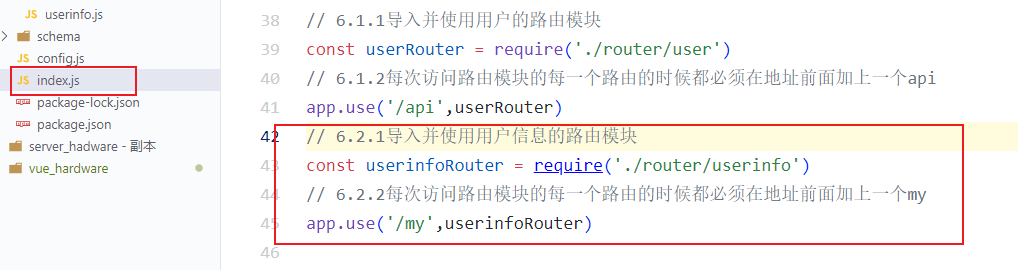 userinfo.js
schema
config.js
index.js
package-lock.json
package.json
server_hadware - 副本
vue_hardware
38 // 6.1.1导入并使用用户的路由模块
39 const userRouter = require('./router/user')
40 // 6.1.2每次访问路由模块的每一个路由的时候都必须在地址前面加上一个api
41 app.use('/api',userRouter)
42 // 6.2.1导入并使用用户信息的路由模块
43 const userinfoRouter = require('./router/userinfo')
44 // 6.2.2每次访问路由模块的每一个路由的时候都必须在地址前面加上一个my
45 app.use('/my',userinfoRouter)
46